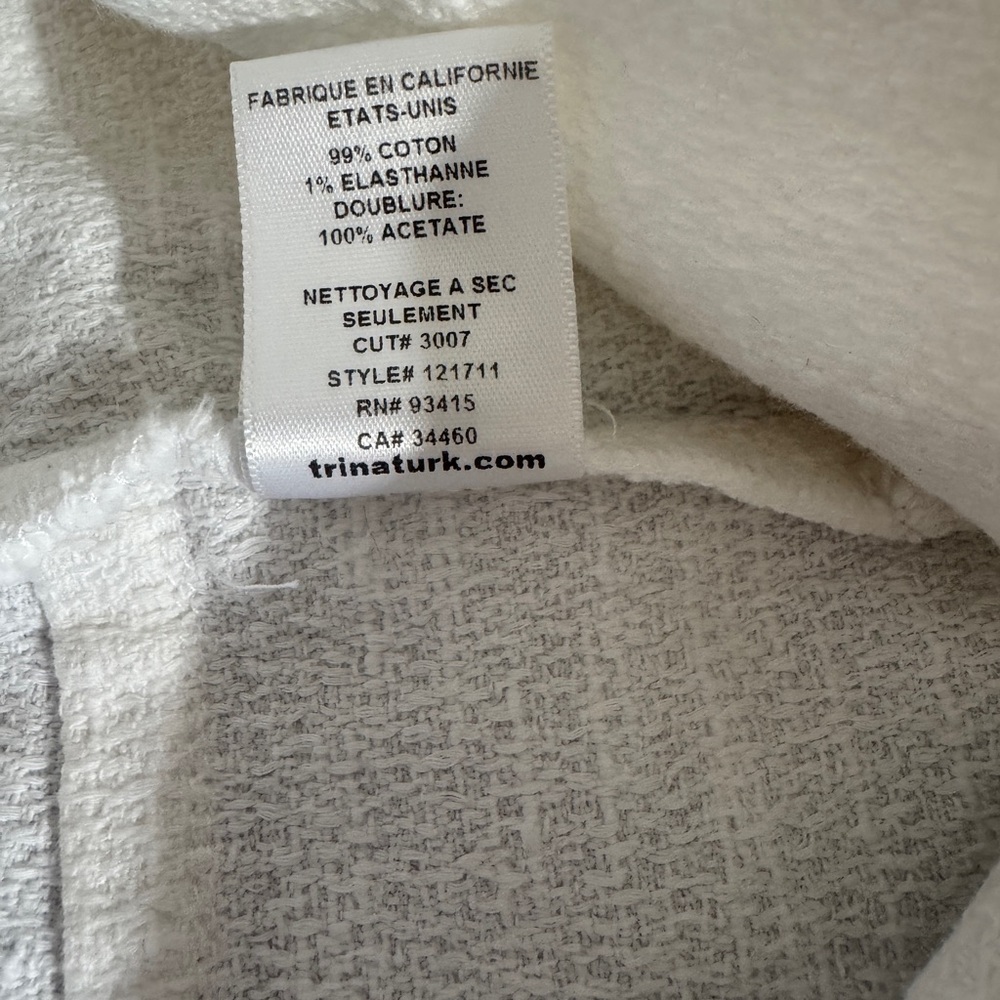 FABRIQUE EN CALIFORNIE
ETATS-UNIS
99% COTON
1% ELASTHANNE
DOUBLURE:
100% ACETATE
NETTOYAGE A SEC
SEULEMENT
CUT# 3007
STYLE# 121711
RN# 93415
CA# 34460
trinaturk.com